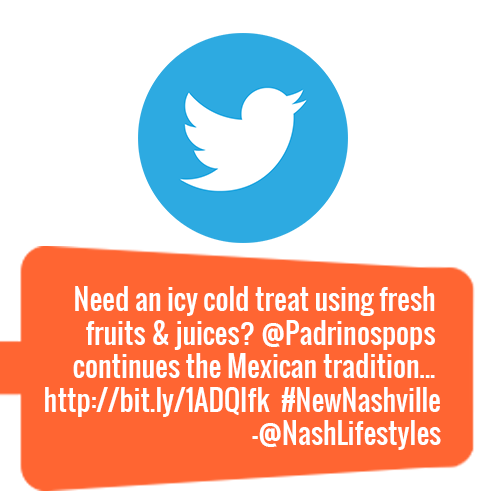 Need an icy cold treat using fresh
fruits & juices? @Padrinospops
continues the Mexican tradition...
http://bit.ly/1ADQIfk #NewNashville
-@NashLifestyles